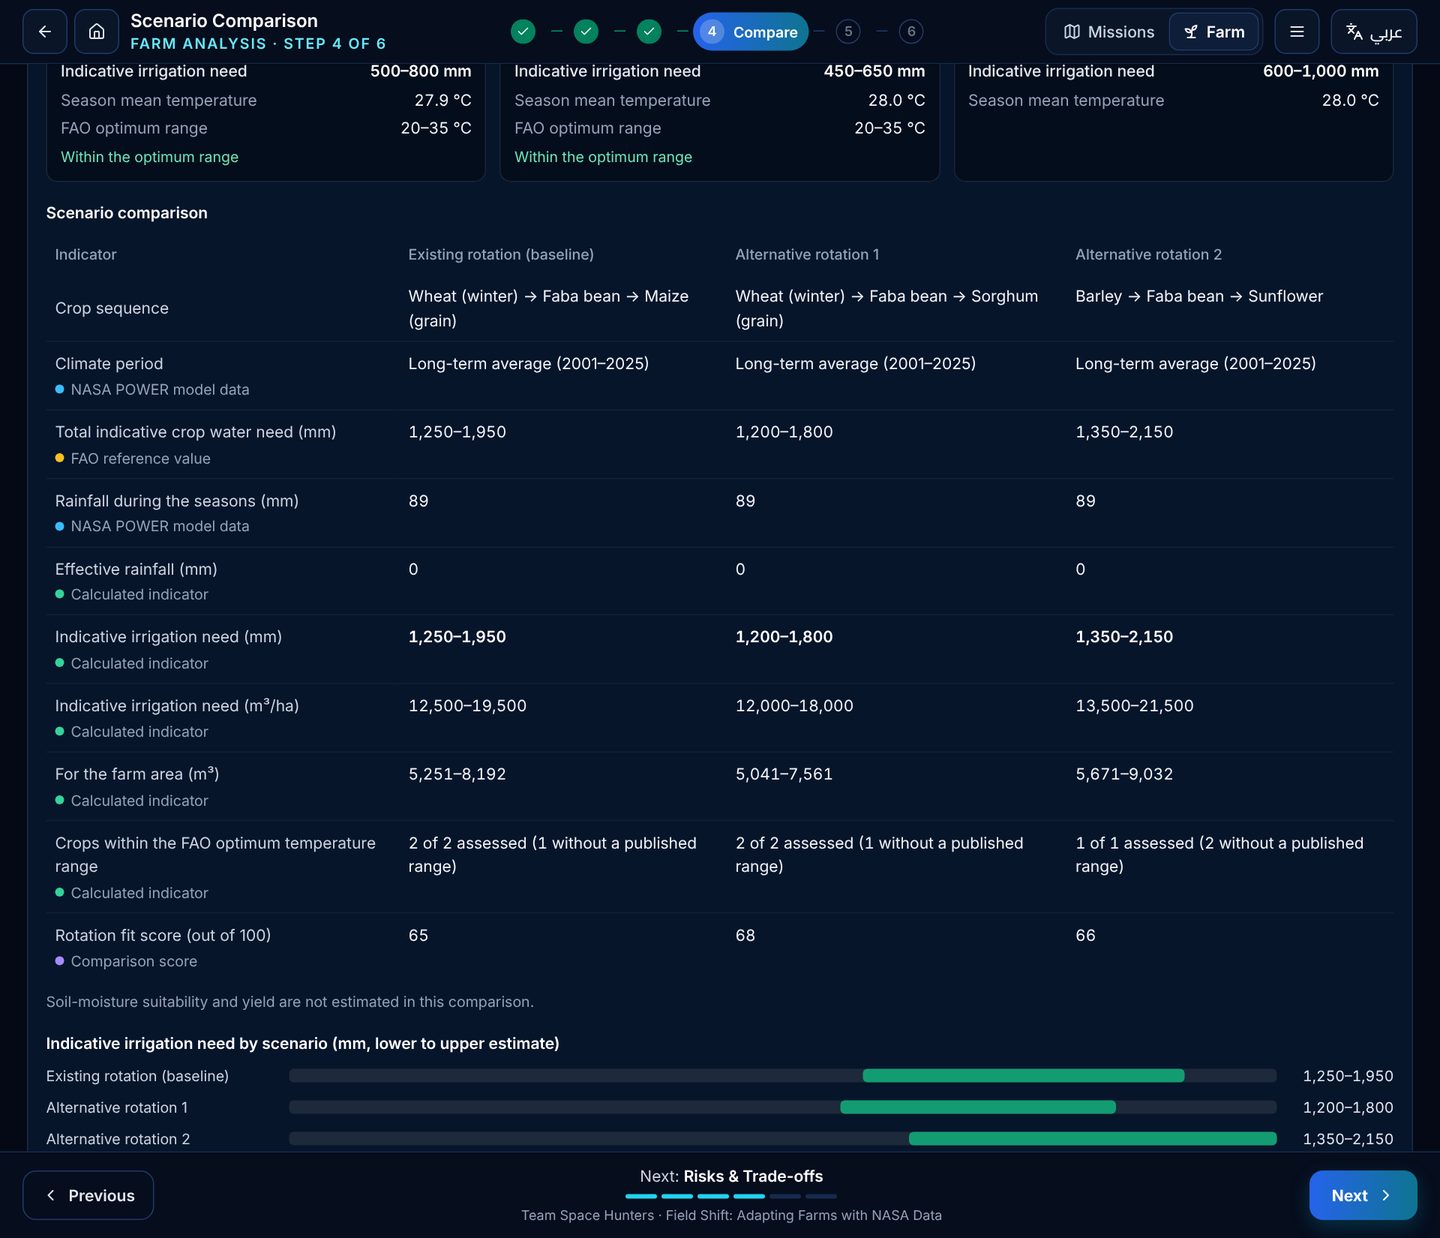 Scenario Comparison
FARM ANALYSIS · STEP 4 OF 6
4 Compare
5
6
Missions
Farm
عربي
Indicative irrigation need 500–800 mm
Season mean temperature 27.9 °C
FAO optimum range 20–35 °C
Within the optimum range
Indicative irrigation need 450–650 mm
Season mean temperature 28.0 °C
FAO optimum range 20–35 °C
Within the optimum range
Indicative irrigation need 600–1,000 mm
Season mean temperature 28.0 °C
Scenario comparison
Indicator Existing rotation (baseline) Alternative rotation 1 Alternative rotation 2
Crop sequence
Wheat (winter) → Faba bean → Maize
(grain)
Wheat (winter) → Faba bean → Sorghum
(grain)
Barley → Faba bean → Sunflower
Climate period Long-term average (2001–2025) Long-term average (2001–2025) Long-term average (2001–2025)
NASA POWER model data
Total indicative crop water need (mm) 1,250–1,950 1,200–1,800 1,350–2,150
FAO reference value
Rainfall during the seasons (mm) 89 89 89
NASA POWER model data
Effective rainfall (mm) 0 0 0
Calculated indicator
Indicative irrigation need (mm) 1,250–1,950 1,200–1,800 1,350–2,150
Calculated indicator
Indicative irrigation need (m³/ha) 12,500–19,500 12,000–18,000 13,500–21,500
Calculated indicator
For the farm area (m³) 5,251–8,192 5,041–7,561 5,671–9,032
Calculated indicator
Crops within the FAO optimum temperature
range
Calculated indicator
2 of 2 assessed (1 without a published
range)
2 of 2 assessed (1 without a published
range)
1 of 1 assessed (2 without a published
range)
Rotation fit score (out of 100) 65 68 66
Comparison score
Soil-moisture suitability and yield are not estimated in this comparison.
Indicative irrigation need by scenario (mm, lower to upper estimate)
Existing rotation (baseline) 1,250–1,950
Alternative rotation 1 1,200–1,800
Alternative rotation 2 1,350–2,150
Previous
Next: Risks & Trade-offs
Team Space Hunters · Field Shift: Adapting Farms with NASA Data
Next